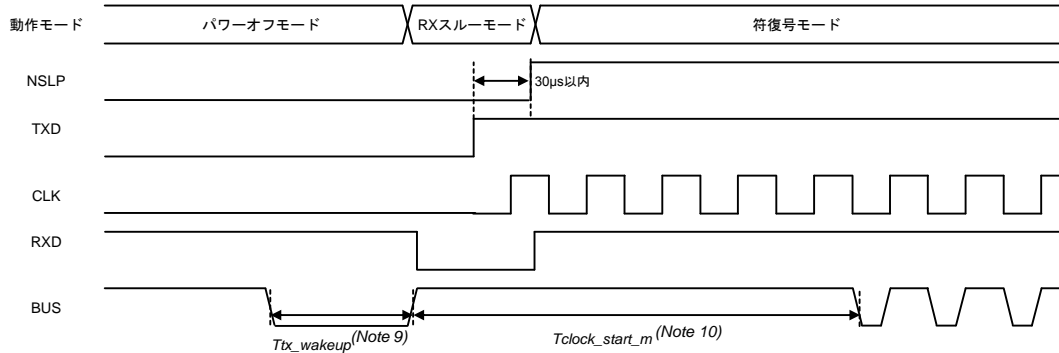 動作モード パワーオフモード RXスルーモード 符復号モード
NSLP 30μs以内
TXD
CLK
RXD
BUS
Ttx_wakeup(Note 9) Tclock_start_m(Note 10)